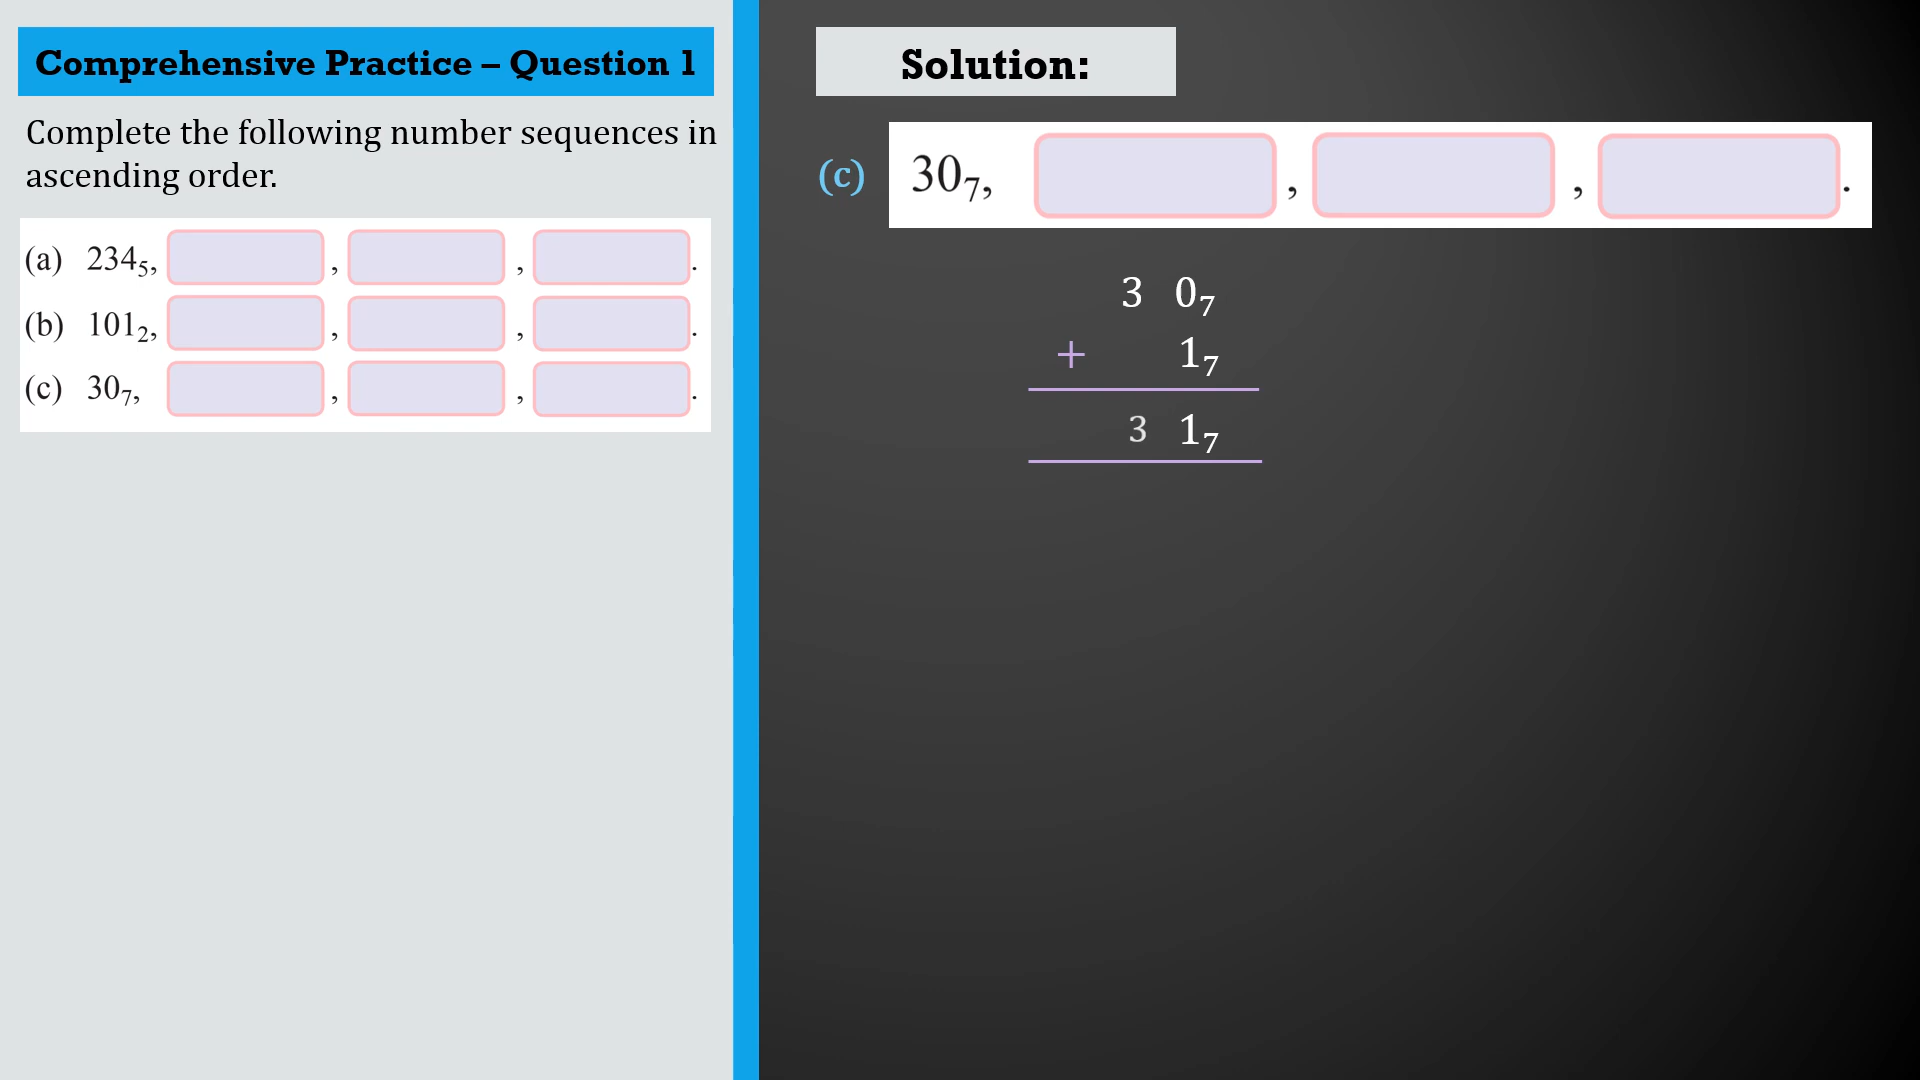 Comprehensive Practice – Question 1
Complete the following number sequences in
ascending order.
(a) 234₅, , , .
(b) 101₂, , , .
(c) 30₇, , , .
Solution:
(c) 30₇, , , .
3 0₇
+ 1₇
3 1₇